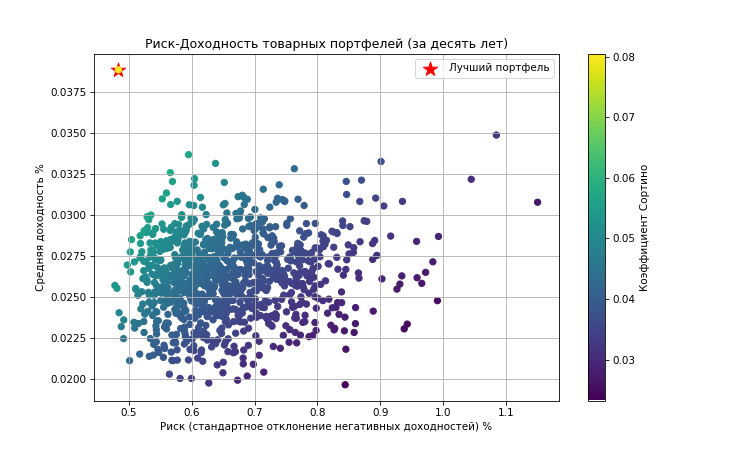 Риск-Доходность товарных портфелей (за десять лет)
Лучший портфель
0.0375
0.0350
0.0325
0.0300
0.0275
0.0250
0.0225
0.0200
Средняя доходность %
0.5 0.6 0.7 0.8 0.9 1.0 1.1
Риск (стандартное отклонение негативных доходностей) %
0.08
0.07
0.06
0.05
0.04
0.03
Коэффициент Сортино